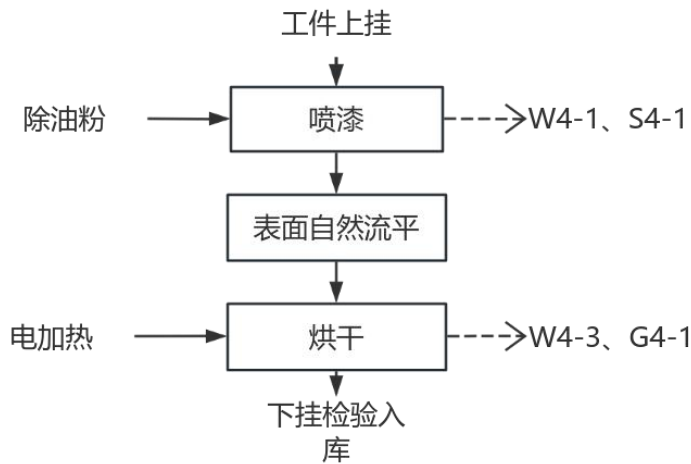 工件上挂
除油粉
喷漆
W4-1、S4-1
表面自然流平
电加热
烘干
W4-3、G4-1
下挂检验入
库